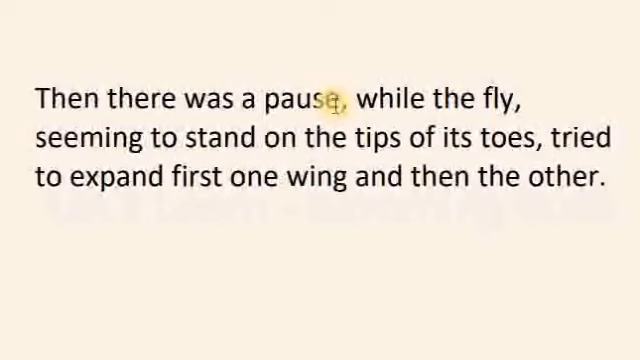 Then there was a pause, while the fly,
seeming to stand on the tips of its toes, tried
to expand first one wing and then the other.